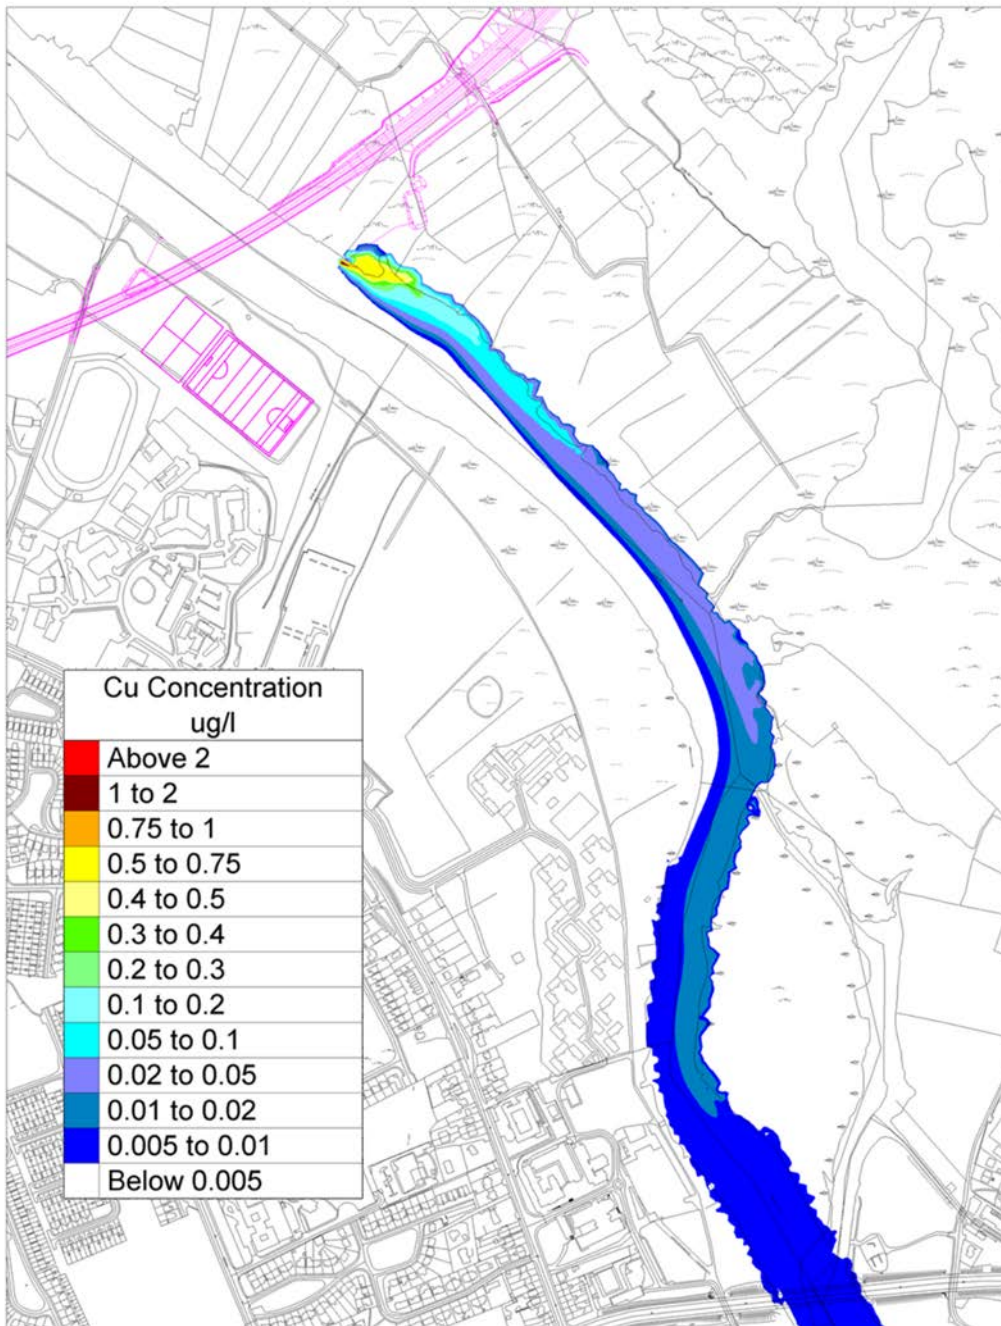 Cu Concentration
ug/l
Above 2
1 to 2
0.75 to 1
0.5 to 0.75
0.4 to 0.5
0.3 to 0.4
0.2 to 0.3
0.1 to 0.2
0.05 to 0.1
0.02 to 0.05
0.01 to 0.02
0.005 to 0.01
Below 0.005